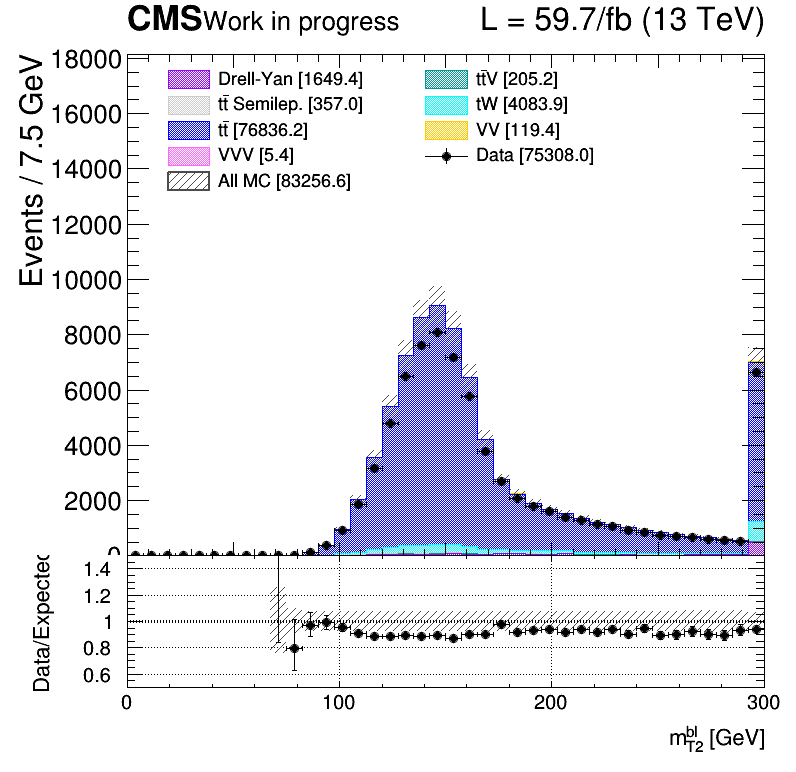 CMS Work in progress L = 59.7/fb (13 TeV)
Events / 7.5 GeV
18000
16000
14000
12000
10000
8000
6000
4000
2000
0
Drell-Yan [1649.4]
tt̄ Semilep. [357.0]
tt̄ [76836.2]
VVV [5.4]
All MC [83256.6]
tt̄V [205.2]
tW [4083.9]
VV [119.4]
Data [75308.0]
Data/Expected
1.4
1.2
1
0.8
0.6
0 100 200 300
m_{T2}^{bl} [GeV]